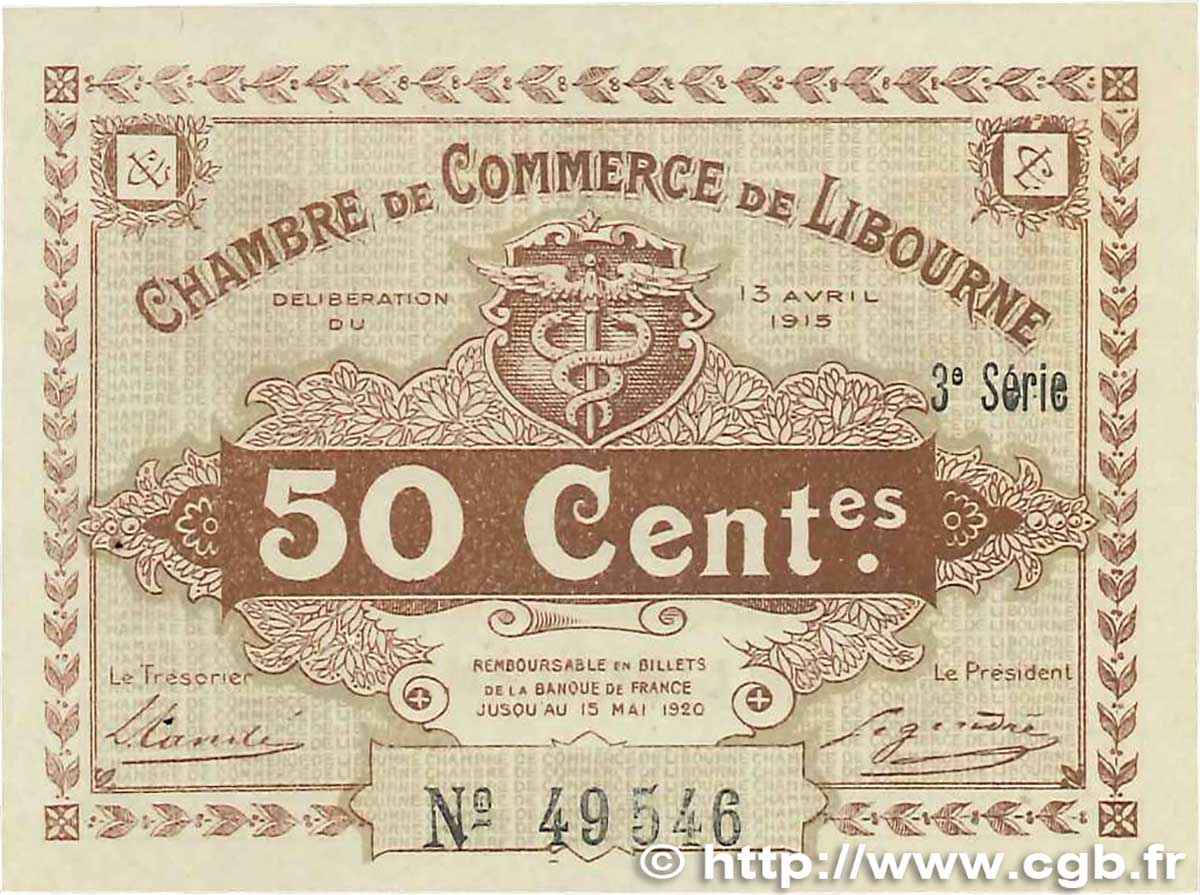 CHAMBRE DE COMMERCE DE LIBOURNE
DELIBERATION DU
13 AVRIL 1915
3e Série
50 Centes.
REMBOURSABLE EN BILLETS
DE LA BANQUE DE FRANCE
JUSQU'AU 15 MAI 1920
Le Trésorier
Le Président
Legendre
No 49546
© http://www.cgb.fr